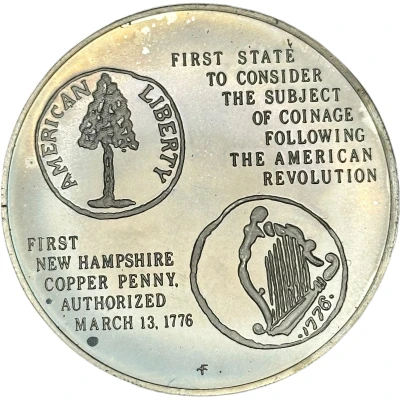 AMERICAN LIBERTY
FIRST STATE
TO CONSIDER
THE SUBJECT
OF COINAGE
FOLLOWING
THE AMERICAN
REVOLUTION
FIRST
NEW HAMPSHIRE
COPPER PENNY,
AUTHORIZED
MARCH 13, 1776
·1776·